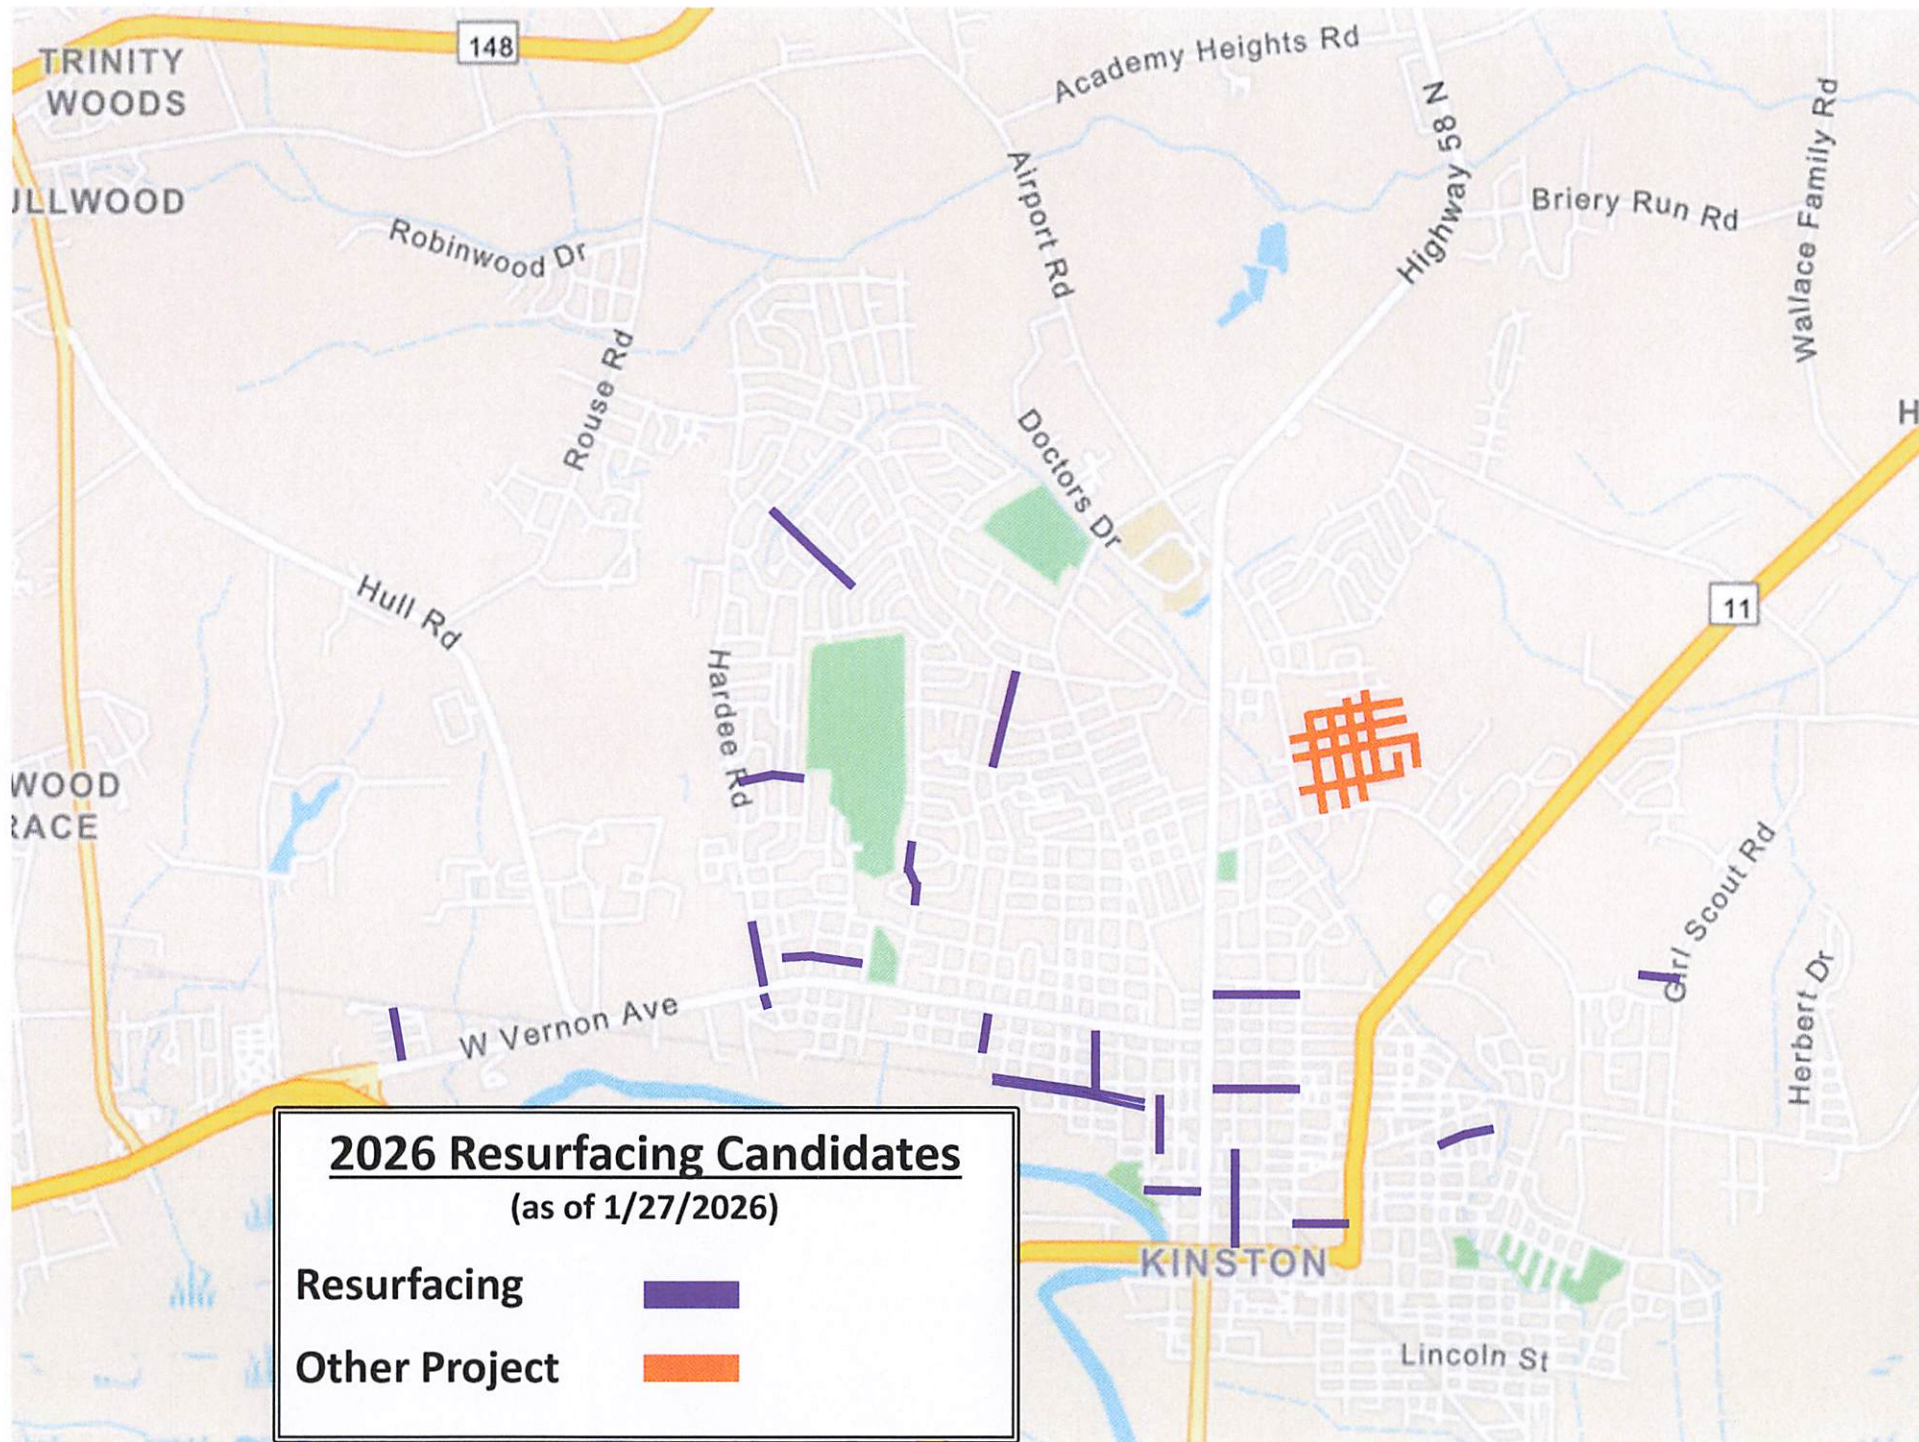 148
TRINITY
WOODS
Academy Heights Rd
Highway 58 N
Wallace Family Rd
ULLWOOD
Robinwood Dr
Airport Rd
Briery Run Rd
Rouse Rd
Doctors Dr
H
Hull Rd
11
Hardee Rd
WOOD
RACE
Girl Scout Rd
Herbert Dr
W Vernon Ave
KINSTON
Lincoln St
2026 Resurfacing Candidates
(as of 1/27/2026)
Resurfacing
Other Project